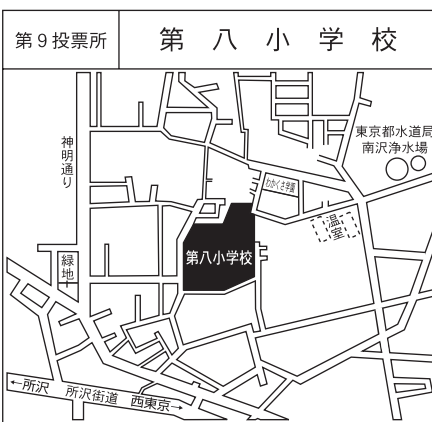 第9投票所
第八小学校
神明通り
東京都水道局
南沢浄水場
わかくさ学園
温室
第八小学校
緑地
←所沢 所沢街道 西東京→